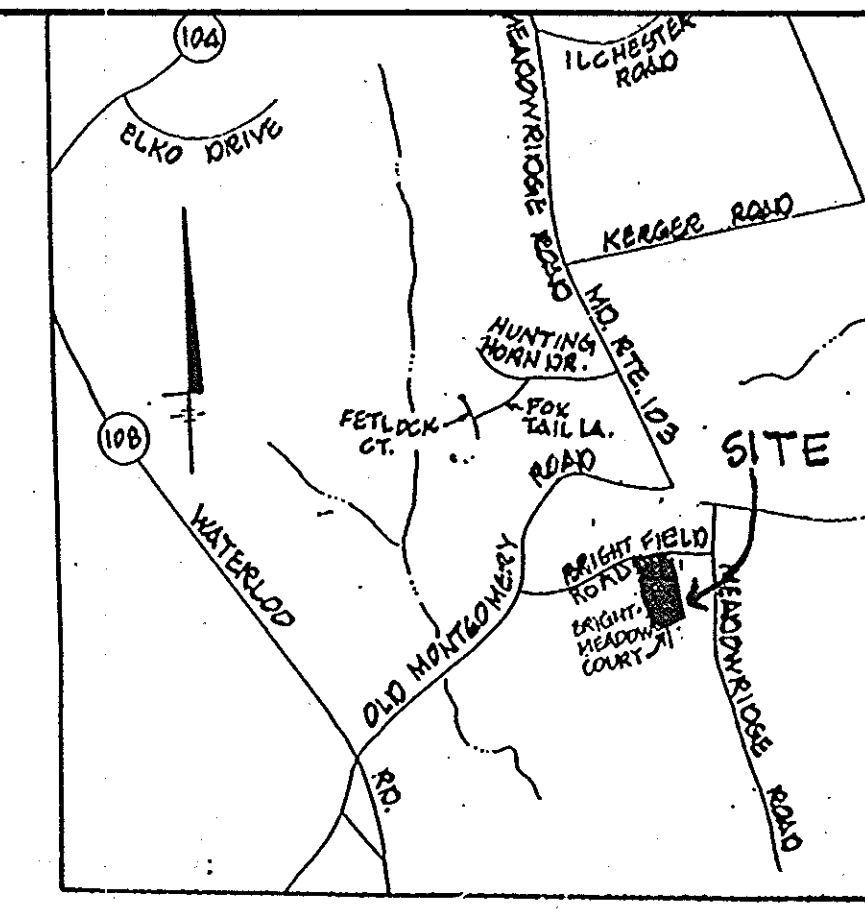 104
ELKO DRIVE
MEADOWRIDGE ROAD
ILCHESTER
ROAD
KERGER ROAD
MD. RTE. 103
HUNTING
HORN DR.
FETLOCK
CT.
FOX
TAIL LA.
108
WATERLOO
RD.
OLD MONTGOMERY
ROAD
SITE
BRIGHT FIELD
ROAD
BRIGHT
MEADOW
COURT
MEADOWRIDGE
ROAD